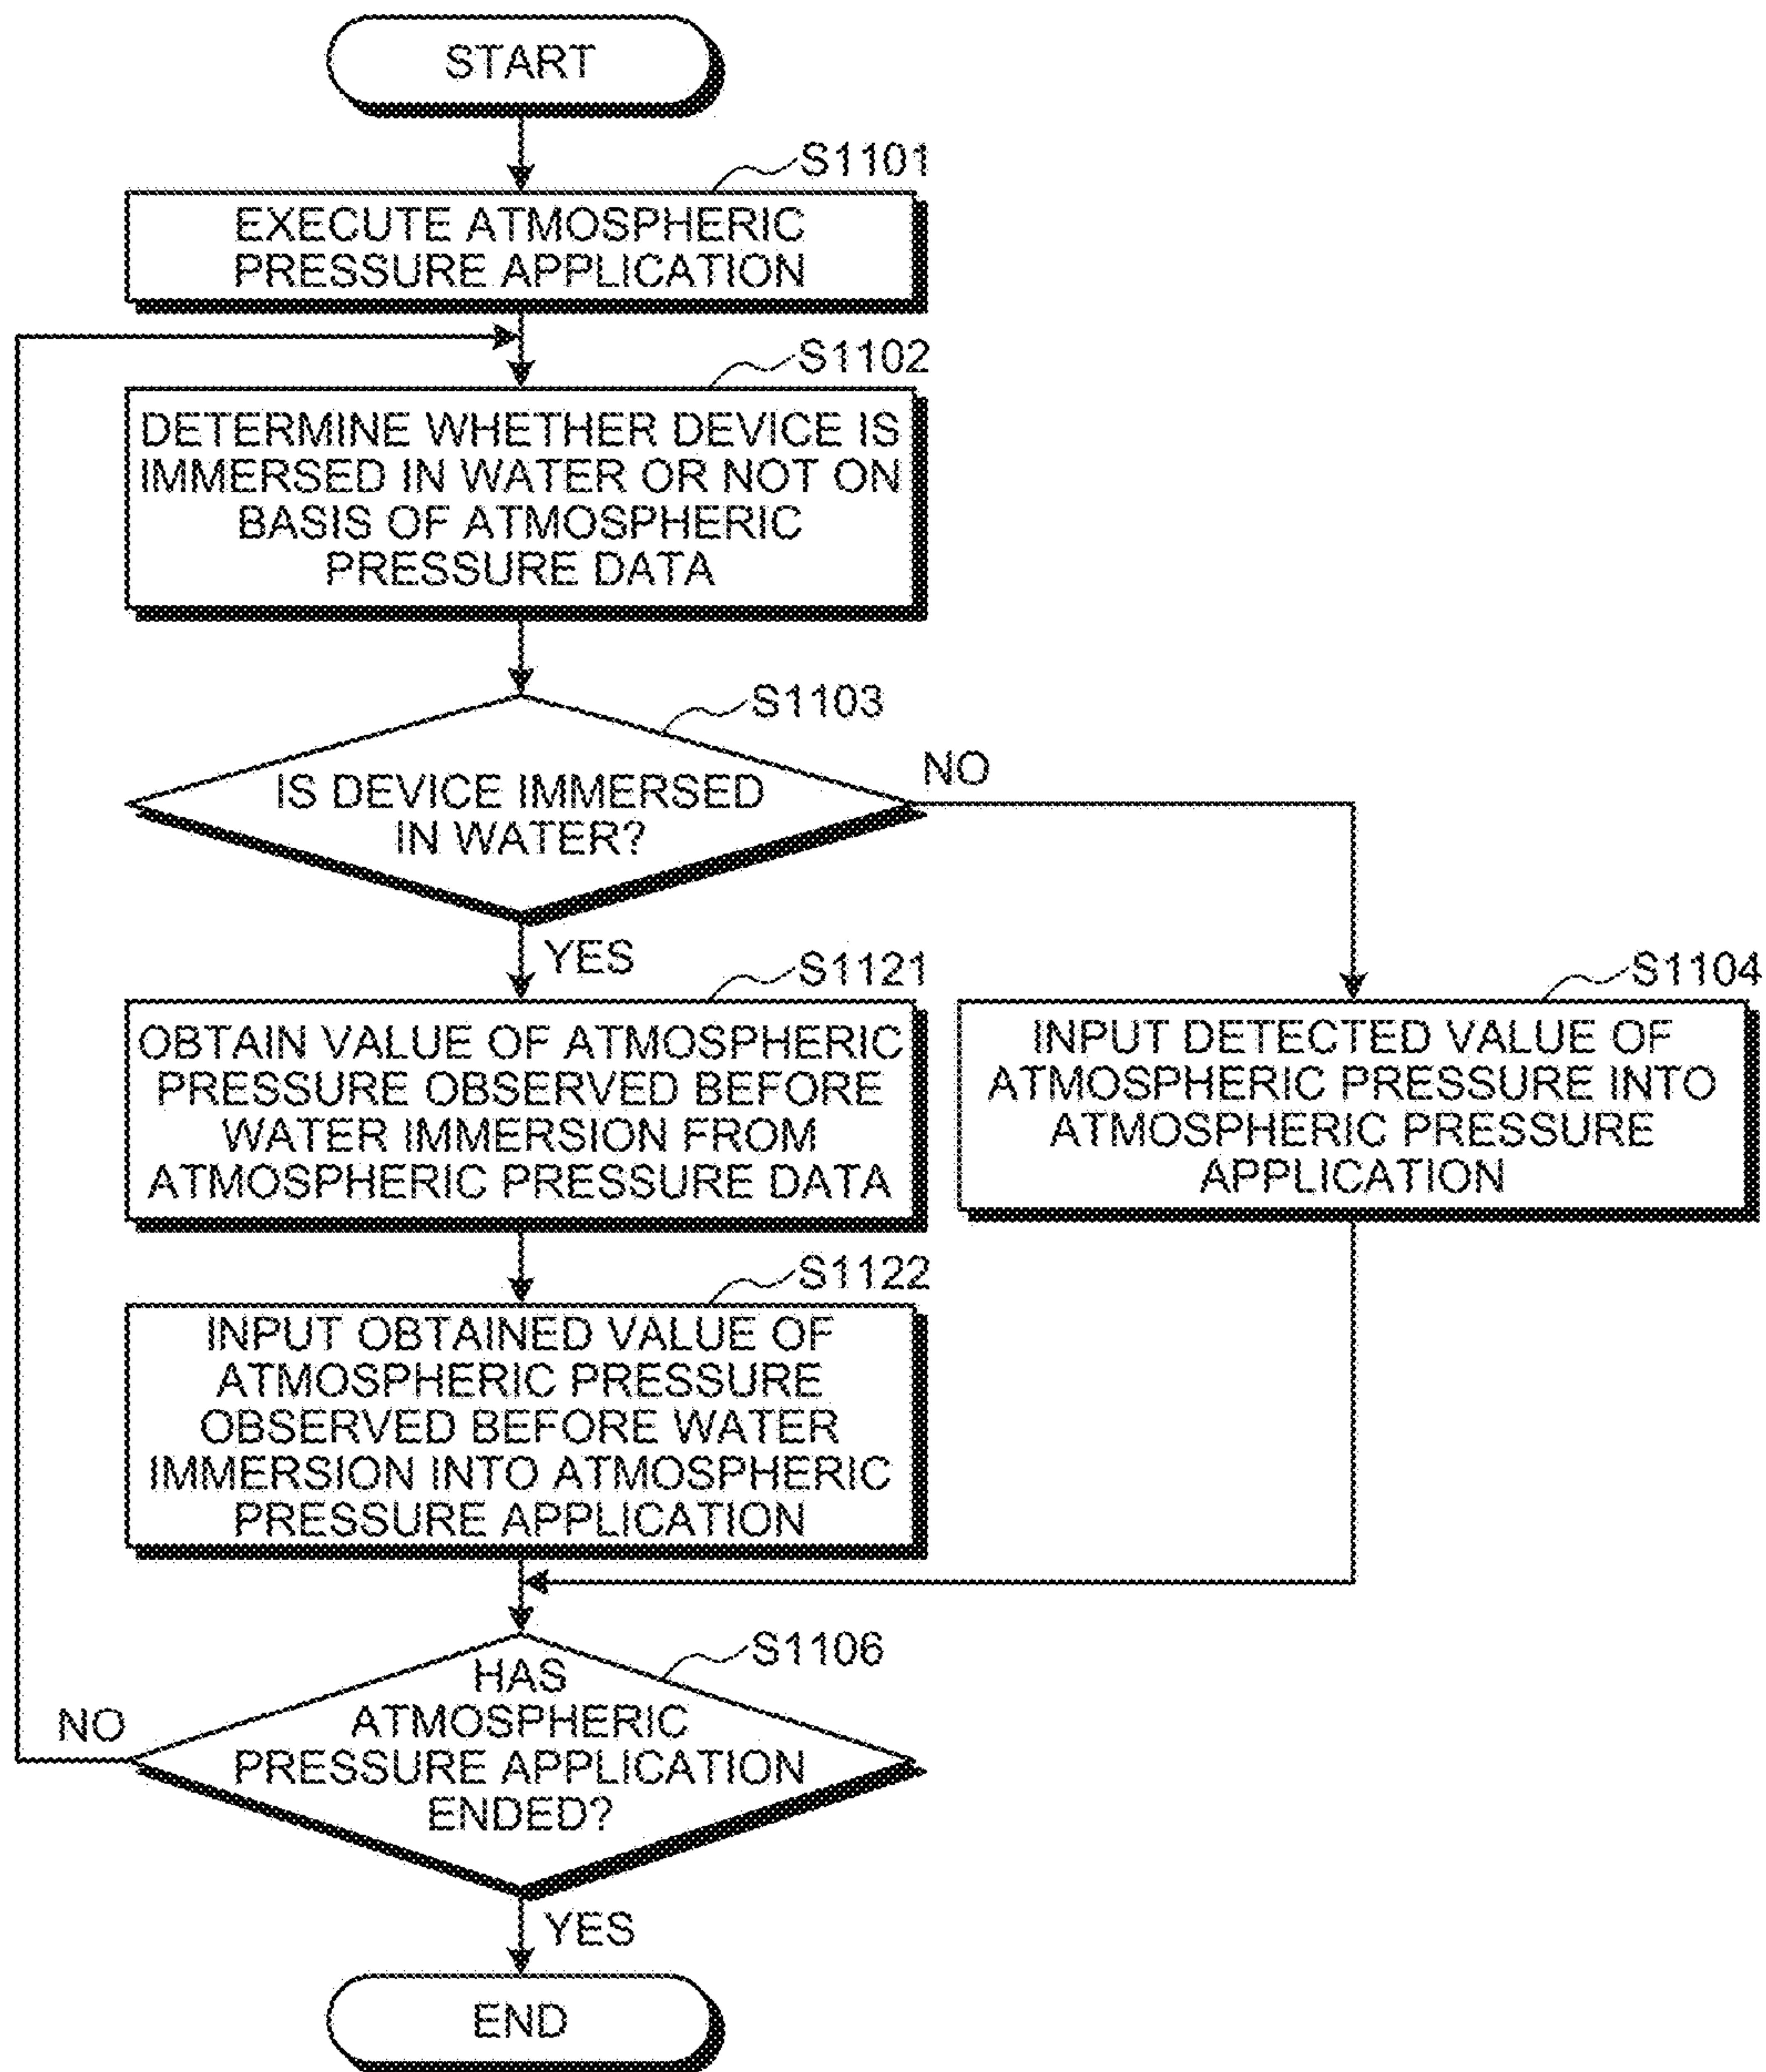 START
S1101
EXECUTE ATMOSPHERIC
PRESSURE APPLICATION
S1102
DETERMINE WHETHER DEVICE IS
IMMERSED IN WATER OR NOT ON
BASIS OF ATMOSPHERIC
PRESSURE DATA
S1103
IS DEVICE IMMERSED
IN WATER?
NO
YES
S1121
OBTAIN VALUE OF ATMOSPHERIC
PRESSURE OBSERVED BEFORE
WATER IMMERSION FROM
ATMOSPHERIC PRESSURE DATA
S1104
INPUT DETECTED VALUE OF
ATMOSPHERIC PRESSURE INTO
ATMOSPHERIC PRESSURE
APPLICATION
S1122
INPUT OBTAINED VALUE OF
ATMOSPHERIC PRESSURE
OBSERVED BEFORE WATER
IMMERSION INTO ATMOSPHERIC
PRESSURE APPLICATION
S1106
HAS
ATMOSPHERIC
PRESSURE APPLICATION
ENDED?
NO
YES
END